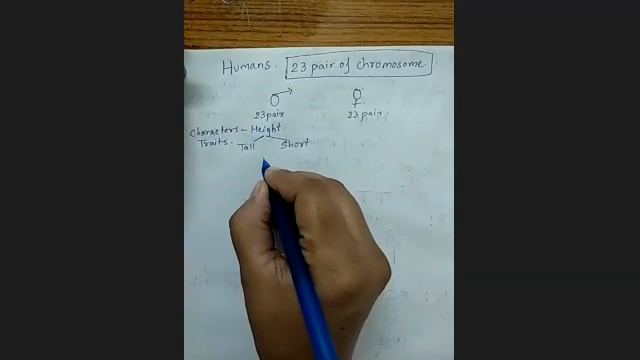 Humans. 23 pair of chromosome.
23 pair 23 pair
Characters - Height
Traits. Tall Short